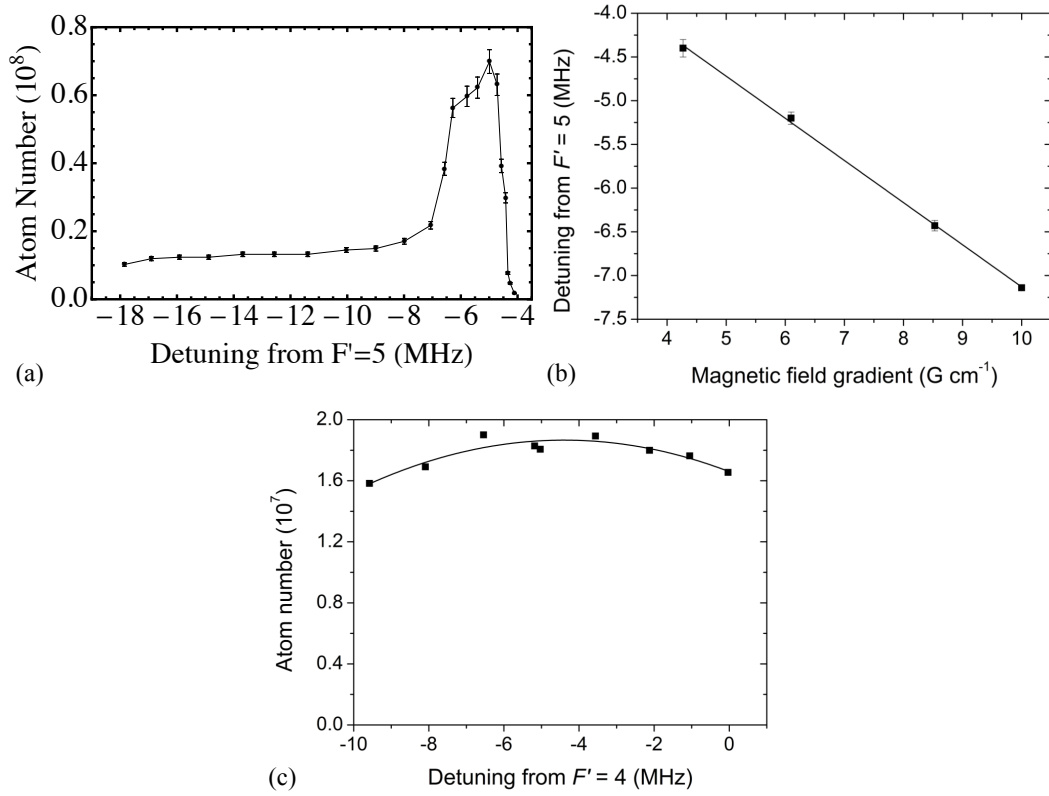 0.8
0.6
0.4
0.2
0.0
Atom Number (10⁸)
−18 −16 −14 −12 −10 −8 −6 −4
Detuning from F'=5 (MHz)
(a)
-4.0
-4.5
-5.0
-5.5
-6.0
-6.5
-7.0
-7.5
Detuning from F' = 5 (MHz)
4 5 6 7 8 9 10
Magnetic field gradient (G cm⁻¹)
(b)
2.0
1.6
1.2
0.8
0.4
0.0
Atom number (10⁷)
-10 -8 -6 -4 -2 0
Detuning from F' = 4 (MHz)
(c)